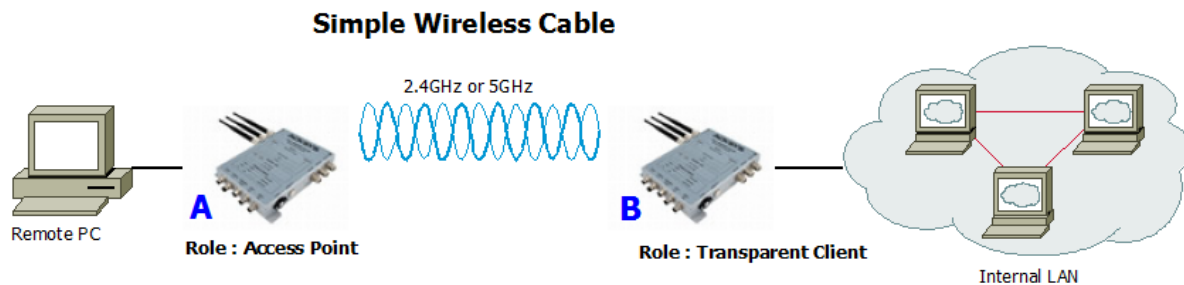 Simple Wireless Cable
2.4GHz or 5GHz
A
B
Remote PC
Role : Access Point
Role : Transparent Client
Internal LAN